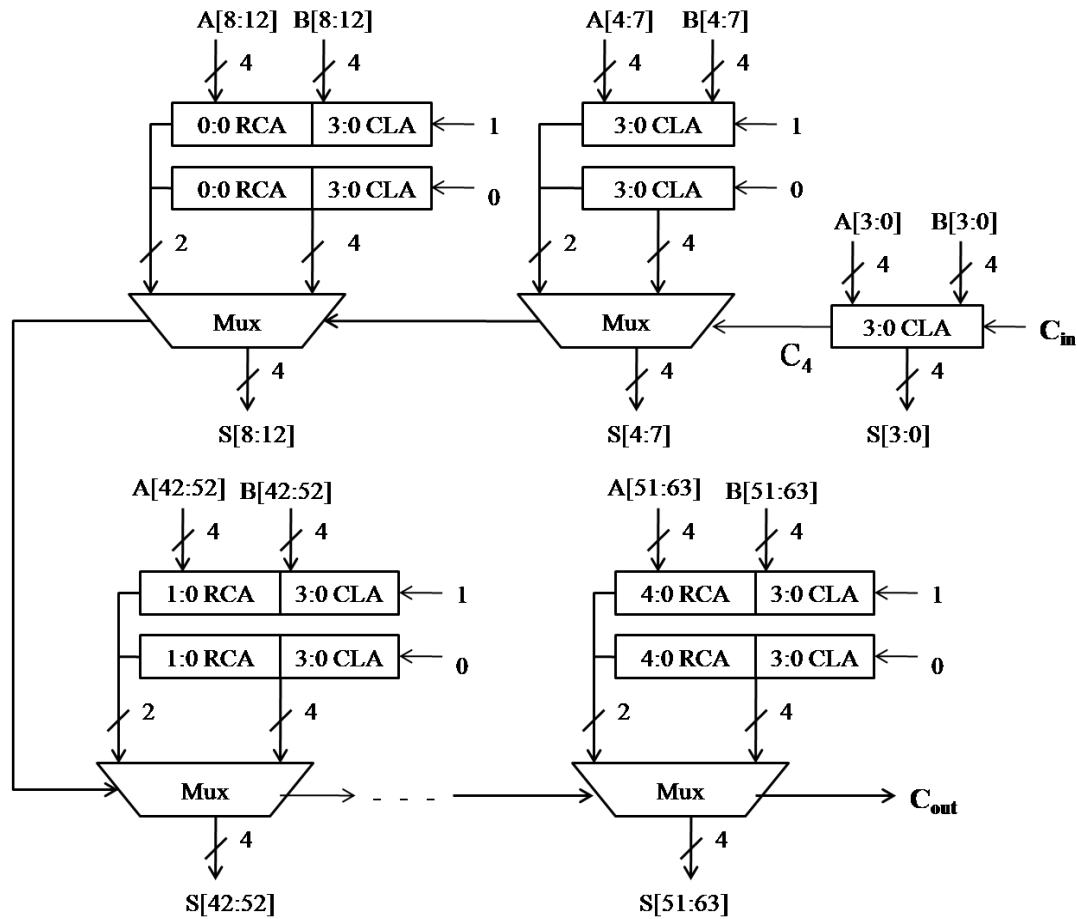 A[8:12] B[8:12] A[4:7] B[4:7]
4 4 4 4
0:0 RCA 3:0 CLA 1 3:0 CLA 1
0:0 RCA 3:0 CLA 0 3:0 CLA 0
A[3:0] B[3:0]
2 4 2 4 4 4
Mux Mux 3:0 CLA Cin
C4
4 4 4
S[8:12] S[4:7] S[3:0]
A[42:52] B[42:52] A[51:63] B[51:63]
4 4 4 4
1:0 RCA 3:0 CLA 1 4:0 RCA 3:0 CLA 1
1:0 RCA 3:0 CLA 0 4:0 RCA 3:0 CLA 0
2 4 2 4
Mux - - - Mux Cout
4 4
S[42:52] S[51:63]